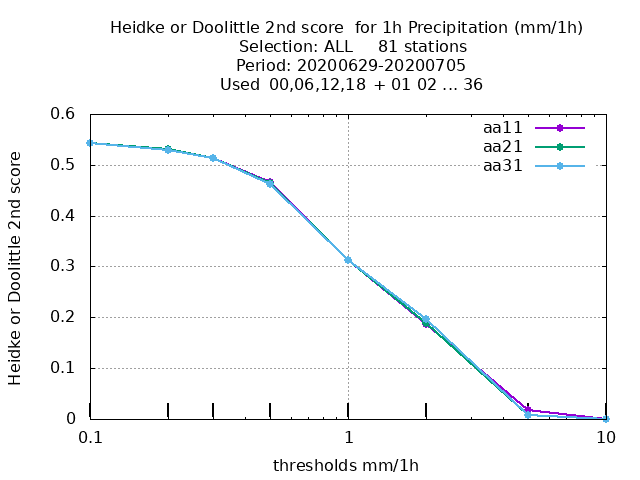 Heidke or Doolittle 2nd score  for 1h Precipitation (mm/1h)
Selection: ALL     81 stations
Period: 20200629-20200705
Used  00,06,12,18  + 01 02 ... 36
Heidke or Doolittle 2nd score
0.6
0.5
0.4
0.3
0.2
0.1
0
aa11
aa21
aa31
0.1
1
10
thresholds mm/1h